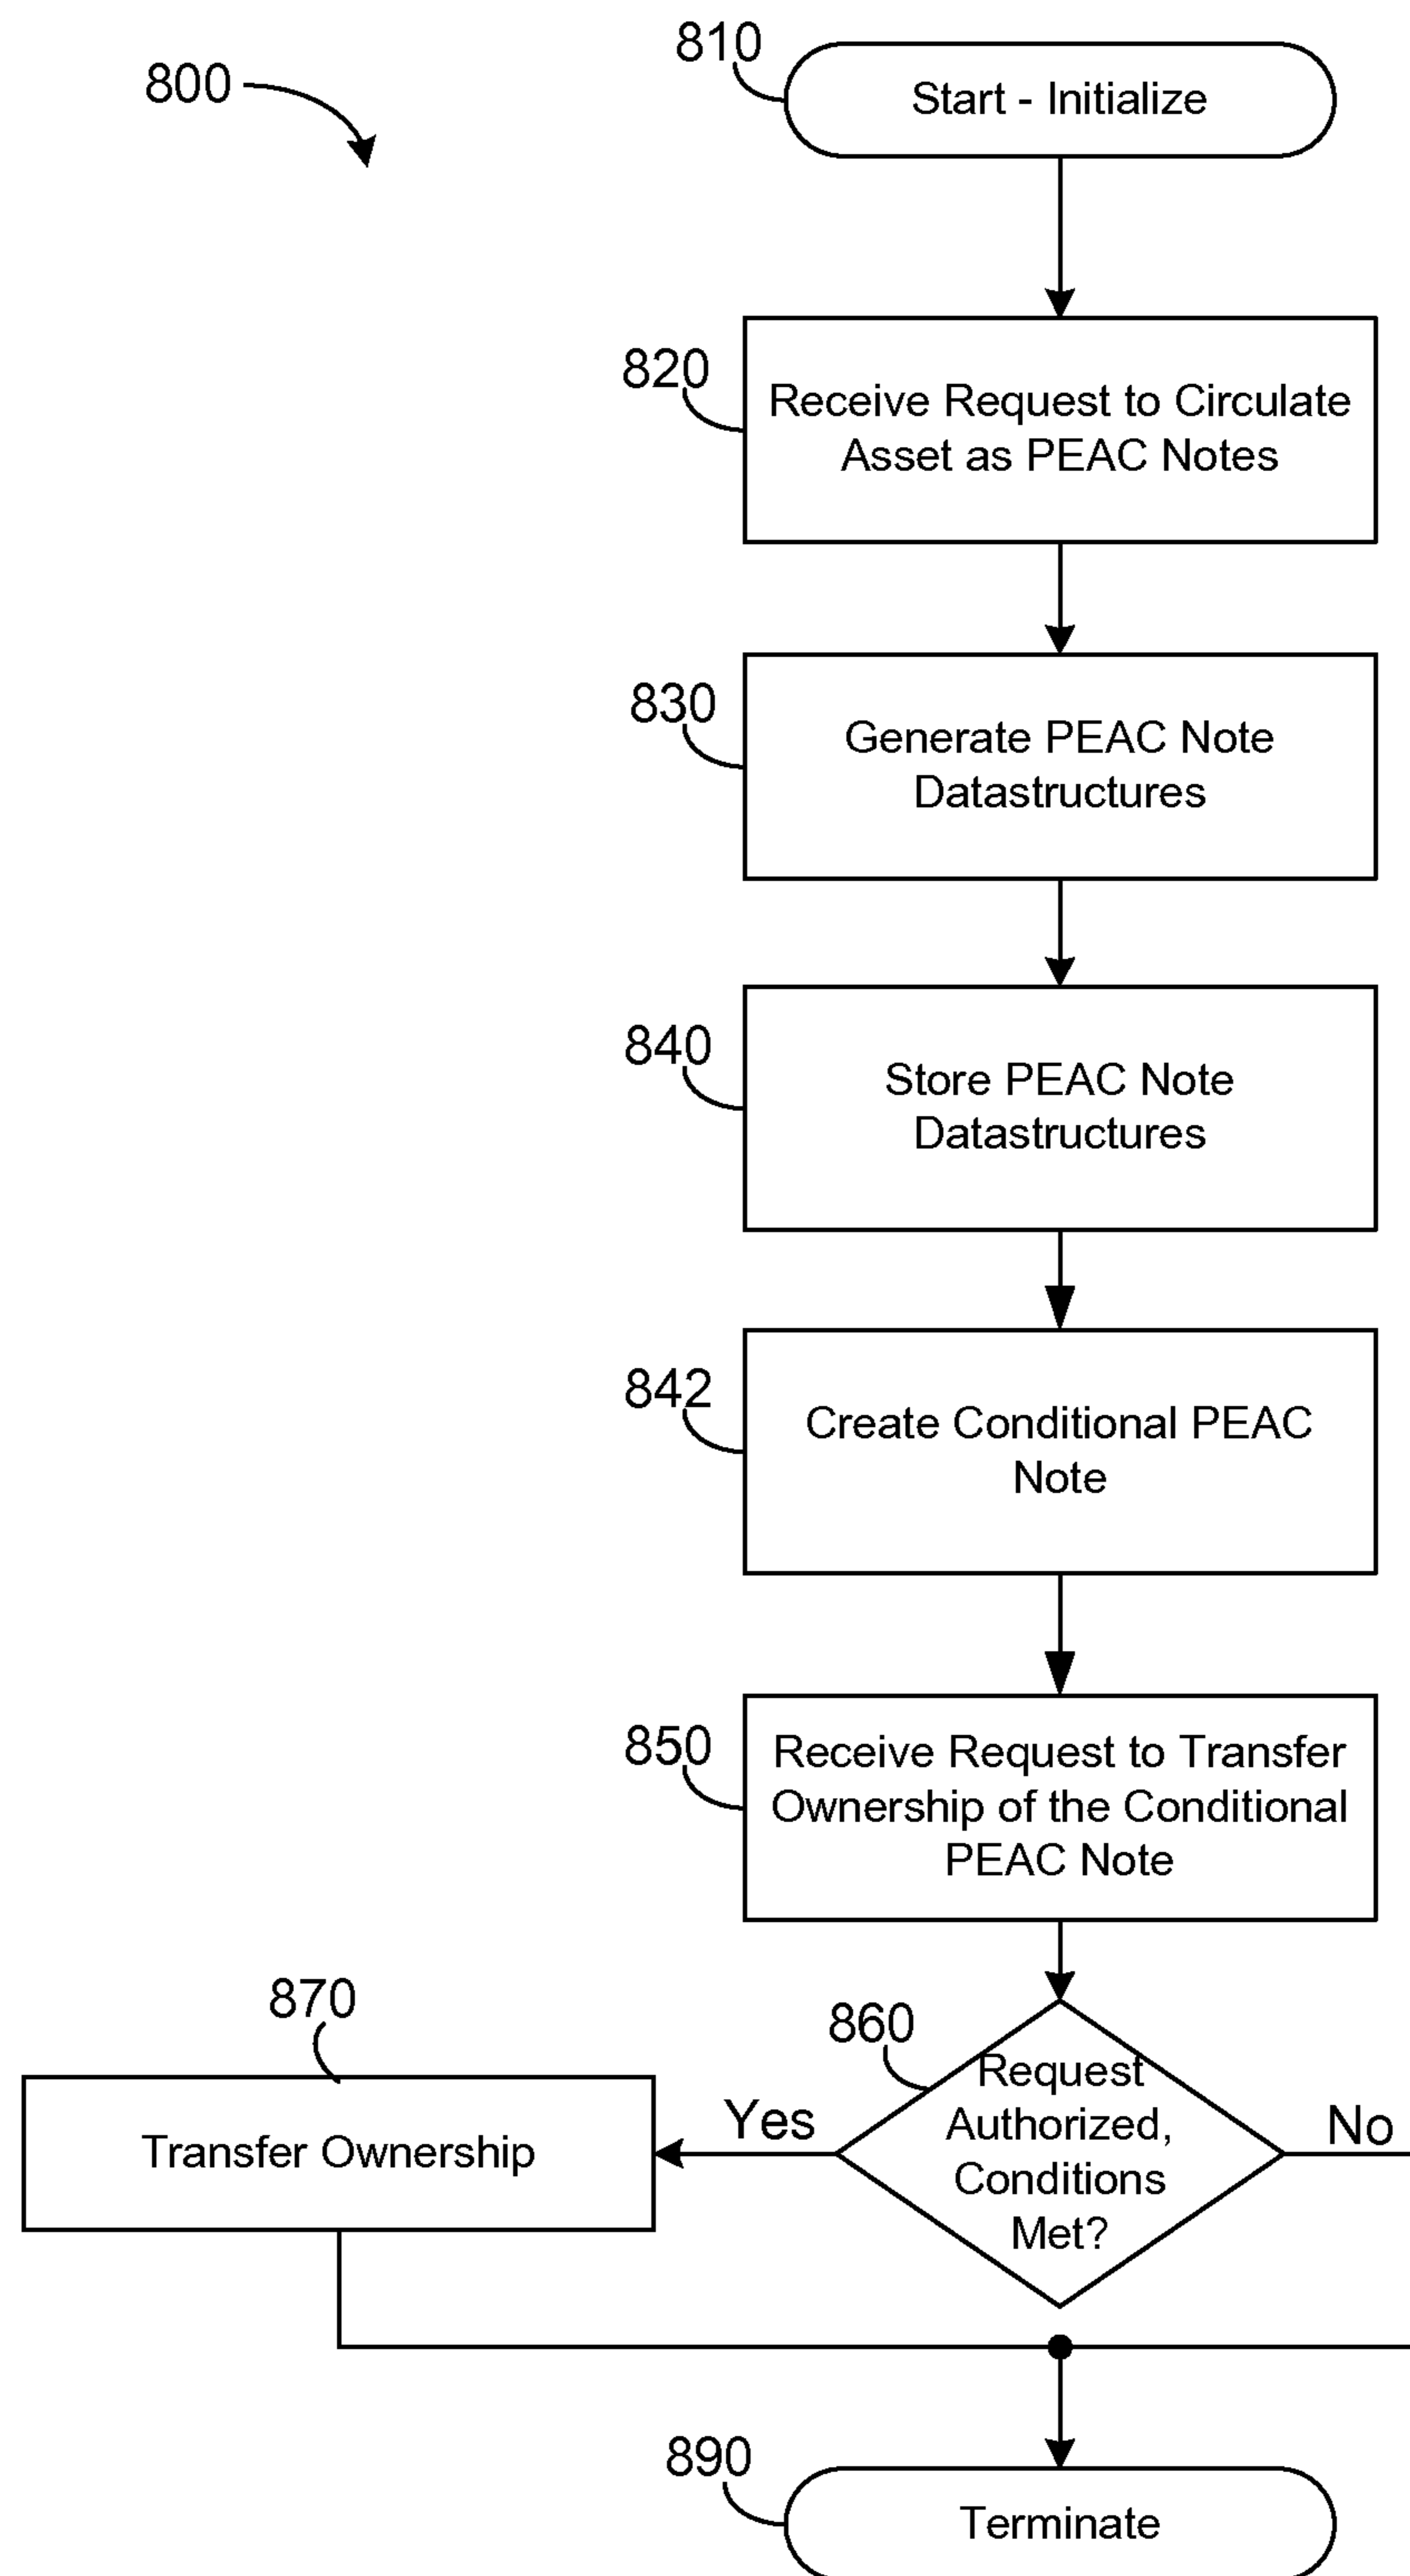 800
810
Start - Initialize
820
Receive Request to Circulate
Asset as PEAC Notes
830
Generate PEAC Note
Datastructures
840
Store PEAC Note
Datastructures
842
Create Conditional PEAC
Note
850
Receive Request to Transfer
Ownership of the Conditional
PEAC Note
860
Request
Authorized,
Conditions
Met?
Yes
No
870
Transfer Ownership
890
Terminate